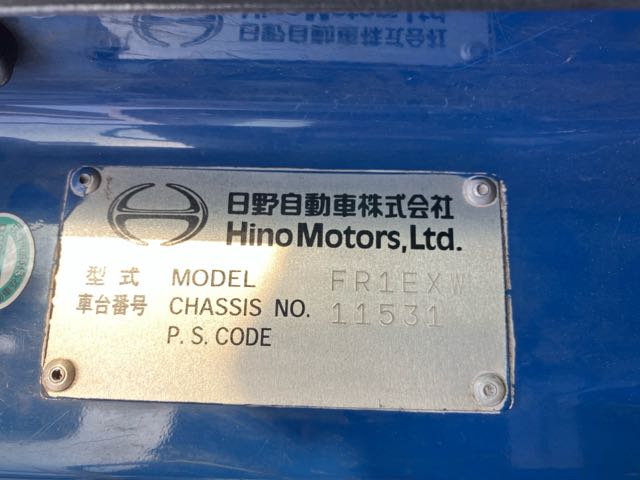 日野自動車株式会社
Hino Motors, Ltd.
型式 MODEL FR1EXW
車台番号 CHASSIS NO. 11531
P.S. CODE